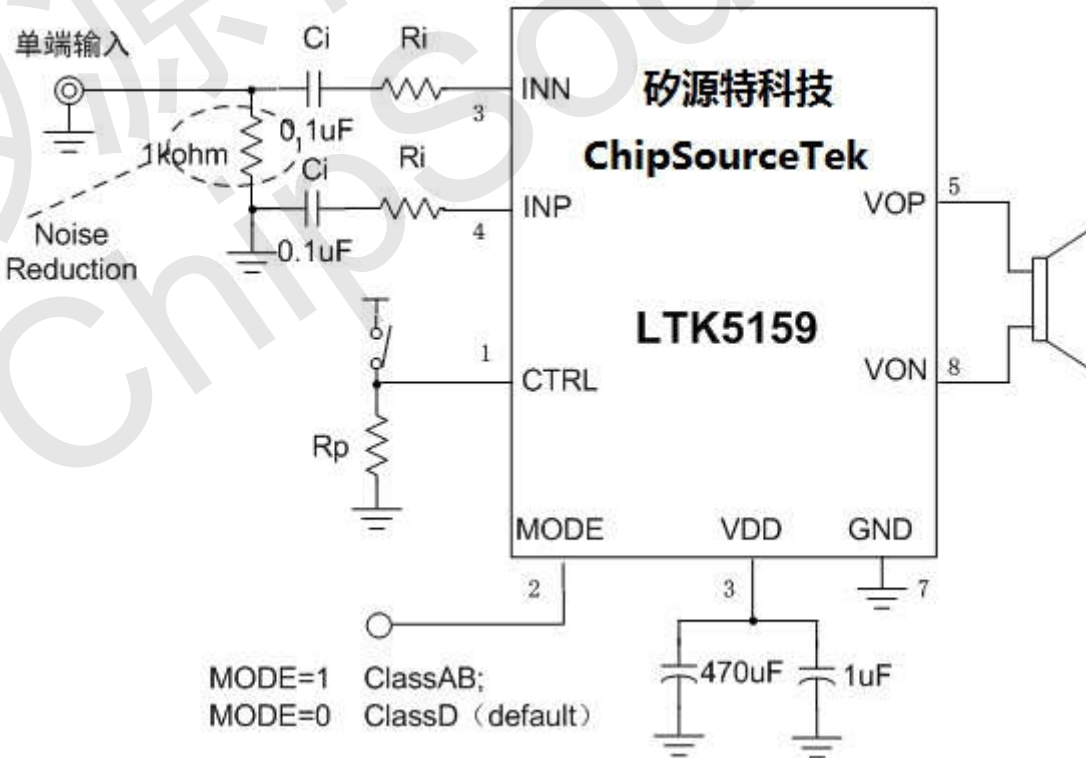 单端输入
Ci
Ri
INN
3
0.1uF
1kohm
Ci
Ri
INP
4
0.1uF
Noise
Reduction
矽源特科技
ChipSourceTek
VOP
5
LTK5159
1
CTRL
VON
8
Rp
MODE
VDD
GND
2
3
7
470uF
1uF
MODE=1 ClassAB;
MODE=0 ClassD（default）
源
ChipSou